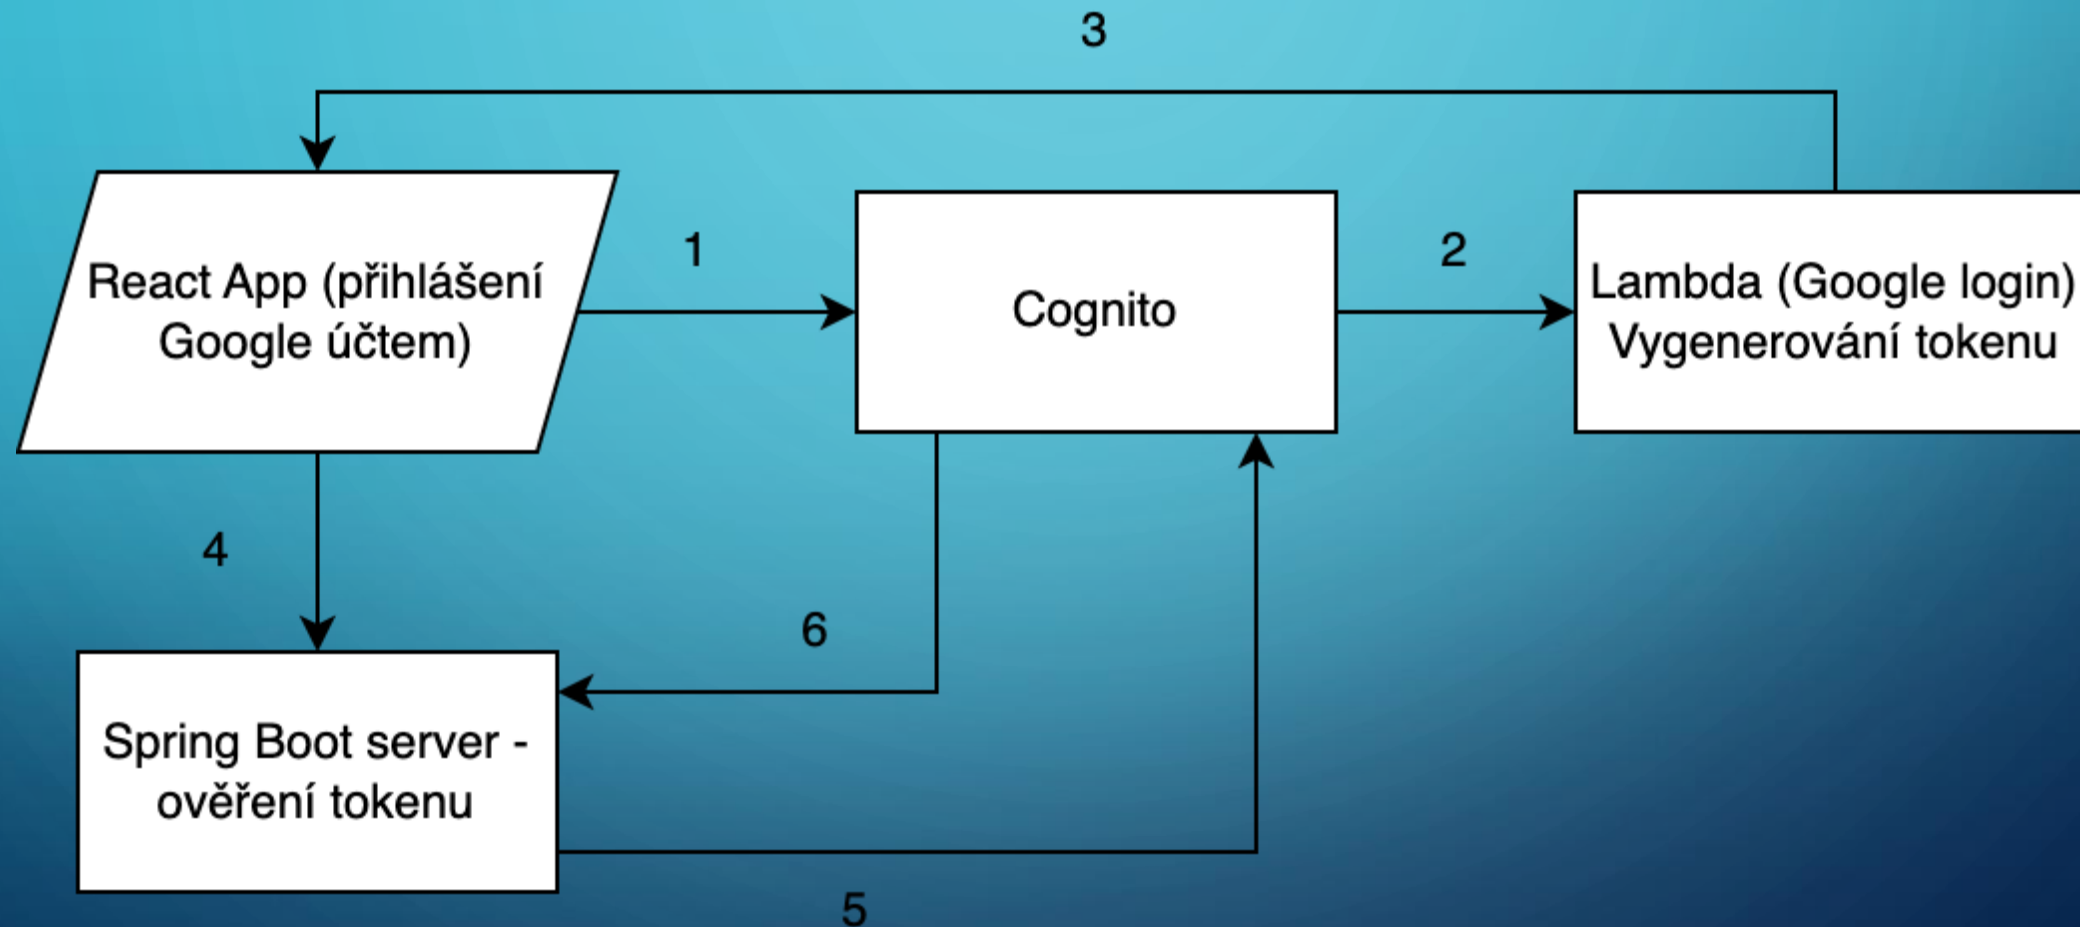 3
React App (přihlášení
Google účtem)
1
Cognito
2
Lambda (Google login)
Vygenerování tokenu
4
6
Spring Boot server -
ověření tokenu
5